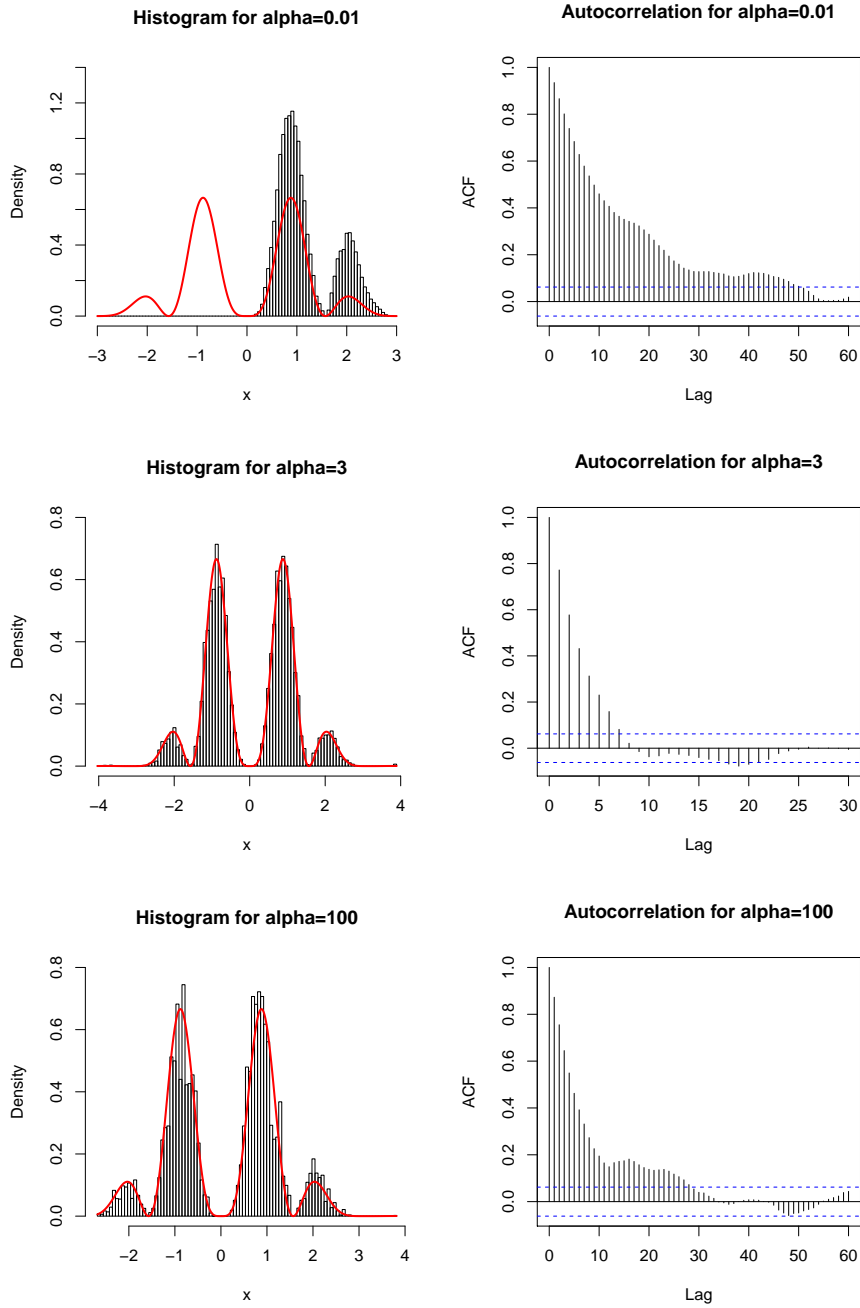 Histogram for alpha=0.01
Density
0.0 0.4 0.8 1.2
−3 −2 −1 0 1 2 3
x
Autocorrelation for alpha=0.01
ACF
0.0 0.2 0.4 0.6 0.8 1.0
0 10 20 30 40 50 60
Lag
Histogram for alpha=3
Density
0.0 0.2 0.4 0.6 0.8
−4 −2 0 2 4
x
Autocorrelation for alpha=3
ACF
0.0 0.2 0.4 0.6 0.8 1.0
0 5 10 15 20 25 30
Lag
Histogram for alpha=100
Density
0.0 0.2 0.4 0.6 0.8
−2 −1 0 1 2 3 4
x
Autocorrelation for alpha=100
ACF
0.0 0.2 0.4 0.6 0.8 1.0
0 10 20 30 40 50 60
Lag